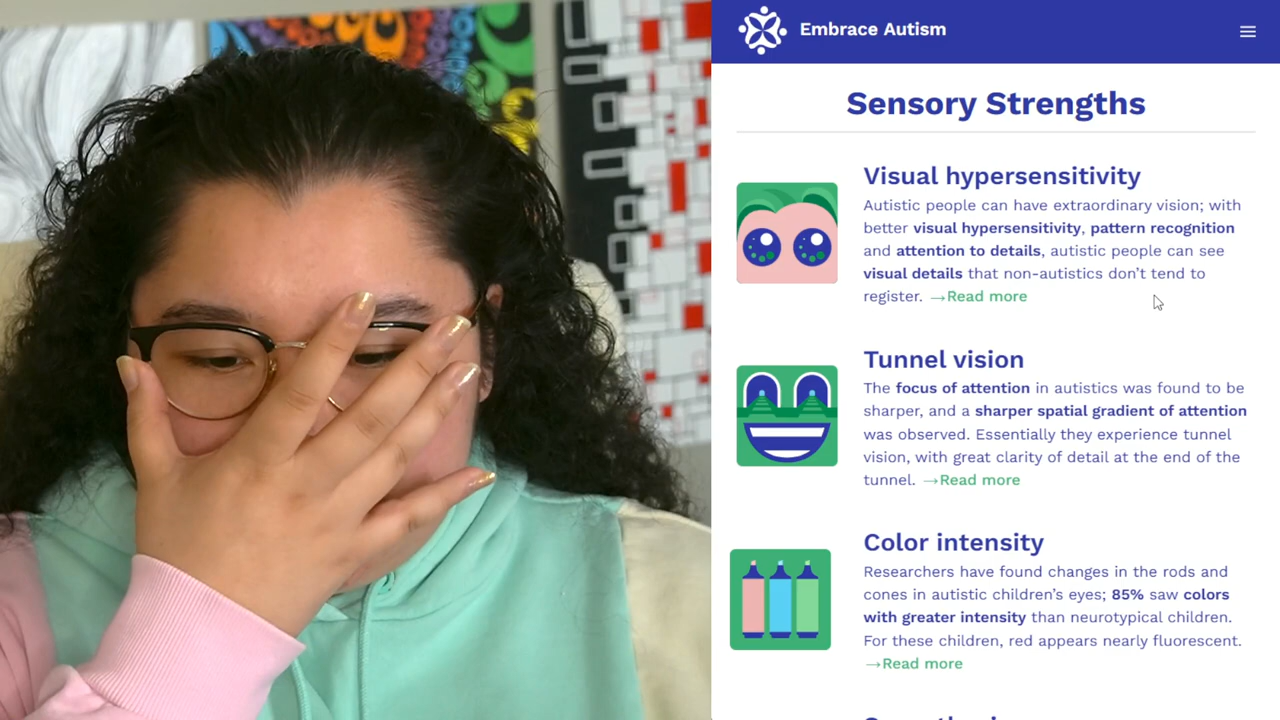 Embrace Autism
Sensory Strengths
Visual hypersensitivity
Autistic people can have extraordinary vision; with
better visual hypersensitivity, pattern recognition
and attention to details, autistic people can see
visual details that non-autistics don’t tend to
register. →Read more
Tunnel vision
The focus of attention in autistics was found to be
sharper, and a sharper spatial gradient of attention
was observed. Essentially they experience tunnel
vision, with great clarity of detail at the end of the
tunnel. →Read more
Color intensity
Researchers have found changes in the rods and
cones in autistic children’s eyes; 85% saw colors
with greater intensity than neurotypical children.
For these children, red appears nearly fluorescent.
→Read more